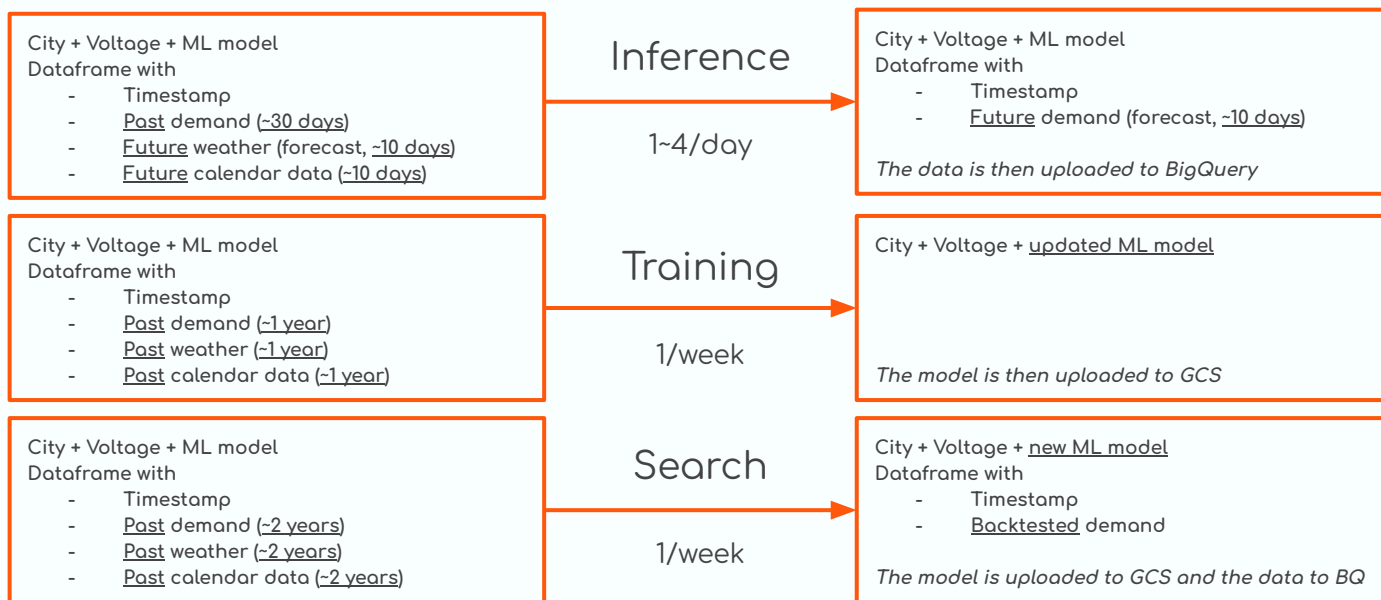 City + Voltage + ML model
Dataframe with
- Timestamp
- Past demand (~30 days)
- Future weather (forecast, ~10 days)
- Future calendar data (~10 days)
Inference
1~4/day
City + Voltage + ML model
Dataframe with
- Timestamp
- Future demand (forecast, ~10 days)
The data is then uploaded to BigQuery
City + Voltage + ML model
Dataframe with
- Timestamp
- Past demand (~1 year)
- Past weather (~1 year)
- Past calendar data (~1 year)
Training
1/week
City + Voltage + updated ML model
The model is then uploaded to GCS
City + Voltage + ML model
Dataframe with
- Timestamp
- Past demand (~2 years)
- Past weather (~2 years)
- Past calendar data (~2 years)
Search
1/week
City + Voltage + new ML model
Dataframe with
- Timestamp
- Backtested demand
The model is uploaded to GCS and the data to BQ